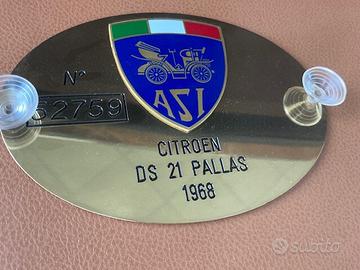 N°
52759
ASI
CITROEN
DS 21 PALLAS
1968
subito